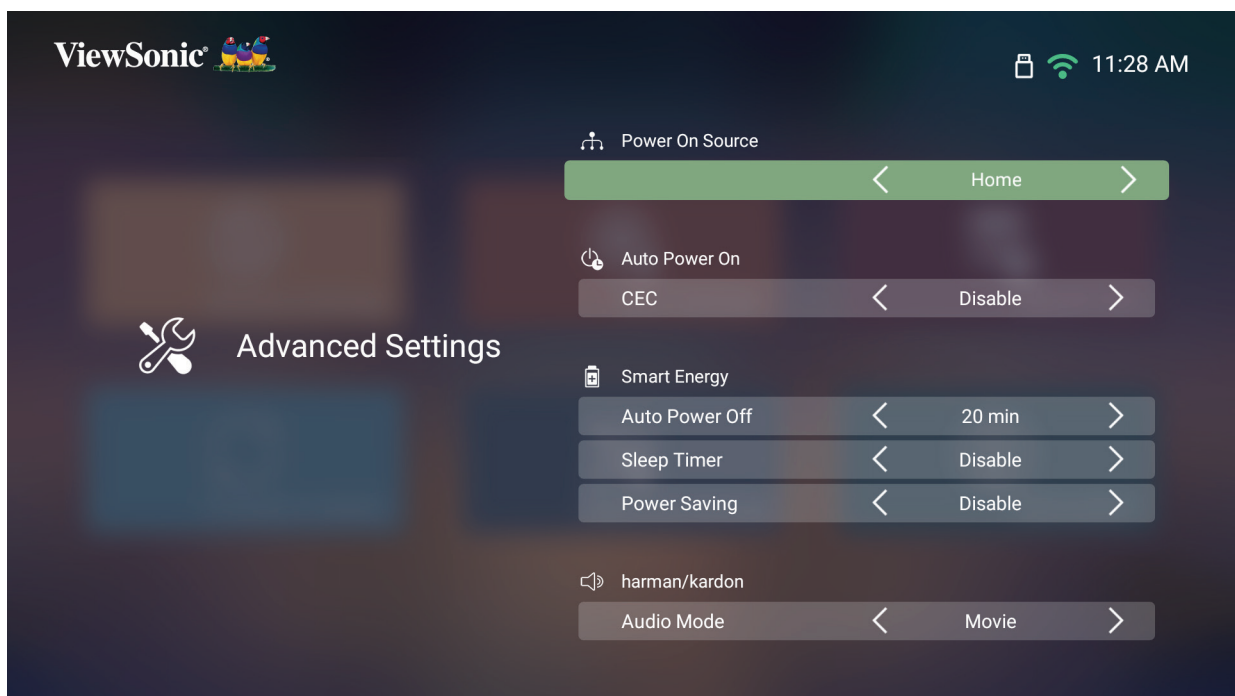 ViewSonic®
11:28 AM
Power On Source
Home
Auto Power On
CEC Disable
Advanced Settings
Smart Energy
Auto Power Off 20 min
Sleep Timer Disable
Power Saving Disable
harman/kardon
Audio Mode Movie